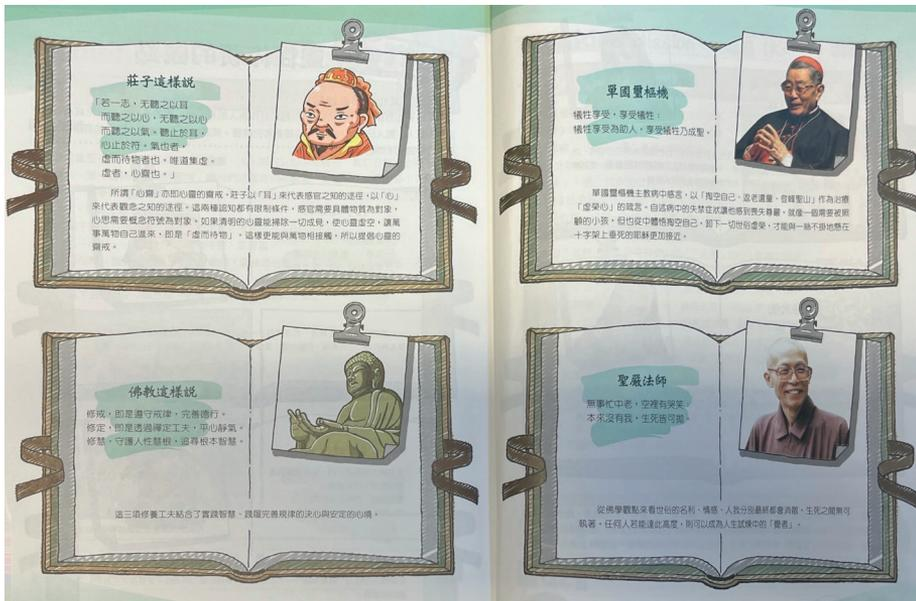 莊子這樣說
「若一志，无聽之以耳
而聽之以心，无聽之以心
而聽之以氣。聽止於耳，
心止於符。氣也者，
虛而待物者也。唯道集虛。
虛者，心齋也。」
所謂「心齋」亦即心靈的齋戒。莊子以「耳」來代表感官之知的途徑，以「心」
來代表觀念之知的途徑。這兩種認知都有限制條件，感官需要具體物質為對象，
心思需要概念符號為對象。如果清明的心靈能掃除一切成見，使心靈虛空，讓萬
事萬物自己進來，即是「虛而待物」。這樣更能與萬物相接觸，所以提倡心靈的
齋戒。
佛教這樣說
修戒，即是遵守戒律，完善德行。
修定，即是透過禪定工夫，平心靜氣。
修慧，守護人性慧根，追尋根本智慧。
這三項修養工夫結合了實踐智慧、踐履完善規律的決心與安定的心境。
單國璽樞機
犧牲享受，享受犧牲；
犧牲享受為助人，享受犧牲乃成聖。
單國璽樞機主教病中感言，以「掏空自己、返老還童、登峰聖山」作為治療
「虛榮心」的箴言。自述病中的失禁症狀讓他感到喪失尊嚴，就像一個需要被照
顧的小孩，但也從中體悟掏空自己、卸下一切世俗虛榮，才能與一絲不掛地懸在
十字架上垂死的耶穌更加接近。
聖嚴法師
無事忙中老，空裡有哭笑；
本來沒有我，生死皆可拋。
從佛學觀點來看世俗的名利、情感、人我分別最終都會消散，生死之間無可
執著。任何人若能達此高度，則可以成為人生試煉中的「覺者」。